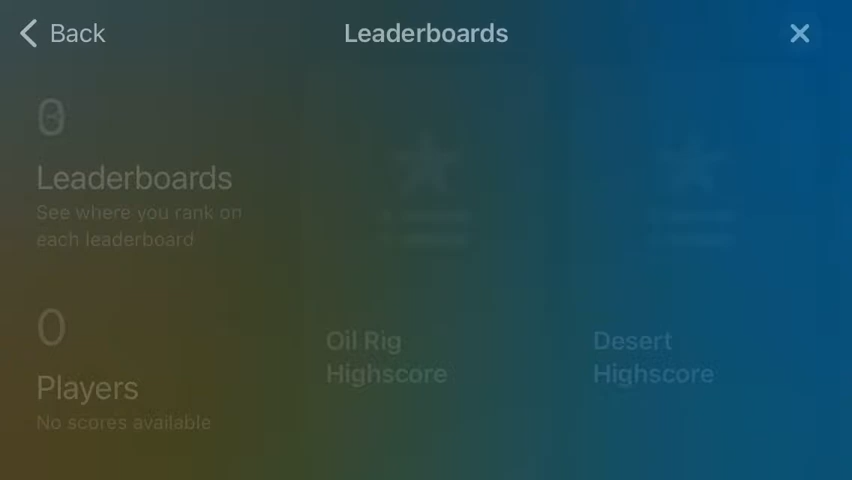 Back
Leaderboards
Leaderboards
See where you rank on
each leaderboard
0
Players
No scores available
Oil Rig
Highscore
Desert
Highscore